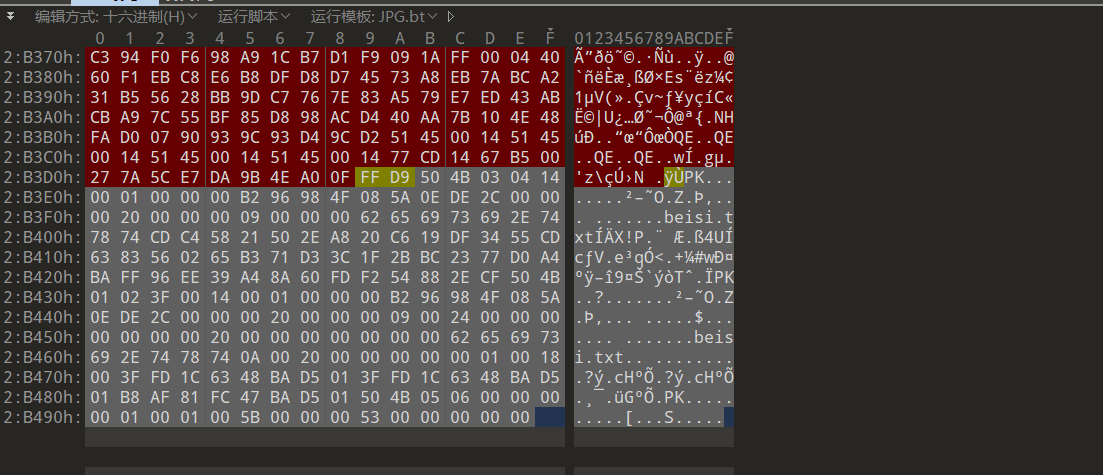 编辑方式: 十六进制(H) 运行脚本 运行模板: JPG.bt
0 1 2 3 4 5 6 7 8 9 A B C D E F 0123456789ABCDEF
2:B370h: C3 94 F0 F6 98 A9 1C B7 D1 F9 09 1A FF 00 04 40 Ã”ðö˜©.·Ñù..ÿ..@
2:B380h: 60 F1 EB C8 E6 B8 DF D8 D7 45 73 A8 EB 7A BC A2 `ñëÈæ¸ßØ×Es¨ëz¼¢
2:B390h: 31 B5 56 28 BB 9D C7 76 7E 83 A5 79 E7 ED 43 AB 1µV(».Çv~ƒ¥yçíC«
2:B3A0h: CB A9 7C 55 BF 85 D8 98 AC D4 40 AA 7B 10 4E 48 Ë©|U¿…Ø˜¬Ô@ª{.NH
2:B3B0h: FA D0 07 90 93 9C 93 D4 9C D2 51 45 00 14 51 45 úÐ..“œ“ÔœÒQE..QE
2:B3C0h: 00 14 51 45 00 14 51 45 00 14 77 CD 14 67 B5 00 ..QE..QE..wÍ.gµ.
2:B3D0h: 27 7A 5C E7 DA 9B 4E A0 0F FF D9 50 4B 03 04 14 'z\çÚ›N .ÿÙPK...
2:B3E0h: 00 01 00 00 00 B2 96 98 4F 08 5A 0E DE 2C 00 00 .....²–˜O.Z.Þ,..
2:B3F0h: 00 20 00 00 00 09 00 00 00 62 65 69 73 69 2E 74 . .......beisi.t
2:B400h: 78 74 CD C4 58 21 50 2E A8 20 C6 19 DF 34 55 CD xtÍÄX!P.¨ Æ.ß4UÍ
2:B410h: 63 83 56 02 65 B3 71 D3 3C 1F 2B BC 23 77 D0 A4 cƒV.e³qÓ<.+¼#wÐ¤
2:B420h: BA FF 96 EE 39 A4 8A 60 FD F2 54 88 2E CF 50 4B ºÿ–î9¤Š`ýòTˆ.ÏPK
2:B430h: 01 02 3F 00 14 00 01 00 00 00 B2 96 98 4F 08 5A ..?.......²–˜O.Z
2:B440h: 0E DE 2C 00 00 00 20 00 00 00 09 00 24 00 00 00 .Þ,... .....$...
2:B450h: 00 00 00 00 20 00 00 00 00 00 00 00 62 65 69 73 .... .......beis
2:B460h: 69 2E 74 78 74 0A 00 20 00 00 00 00 00 01 00 18 i.txt.. ........
2:B470h: 00 3F FD 1C 63 48 BA D5 01 3F FD 1C 63 48 BA D5 .?ý.cHºÕ.?ý.cHºÕ
2:B480h: 01 B8 AF 81 FC 47 BA D5 01 50 4B 05 06 00 00 00 .¸¯.üGºÕ.PK.....
2:B490h: 00 01 00 01 00 5B 00 00 00 53 00 00 00 00 00 .....[...S.....